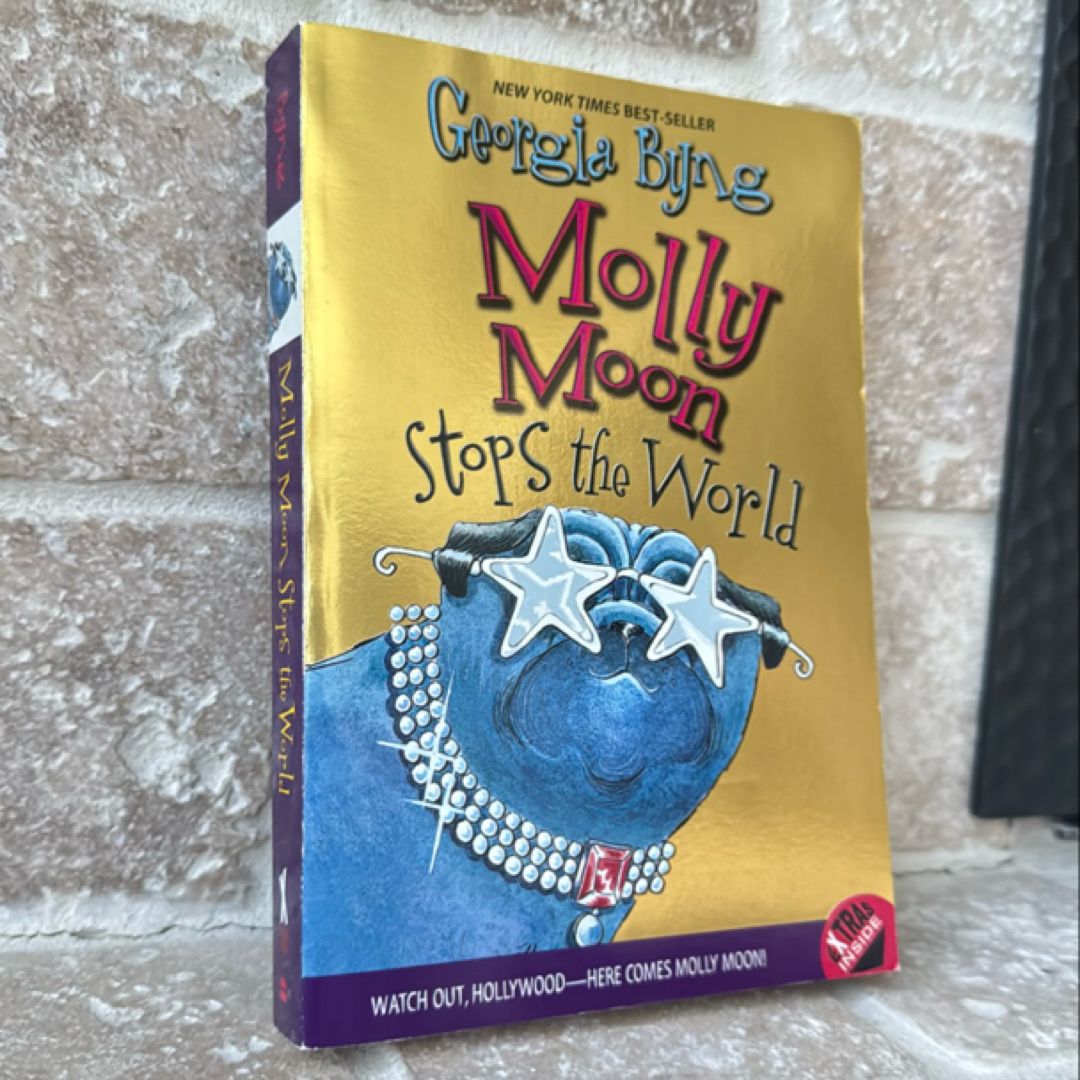 NEW YORK TIMES BEST-SELLER
Georgia Byng
Molly
Moon
Stops the World
WATCH OUT, HOLLYWOOD—HERE COMES MOLLY MOON!
EXTRAS
INSIDE
Byng
Molly Moon Stops the World